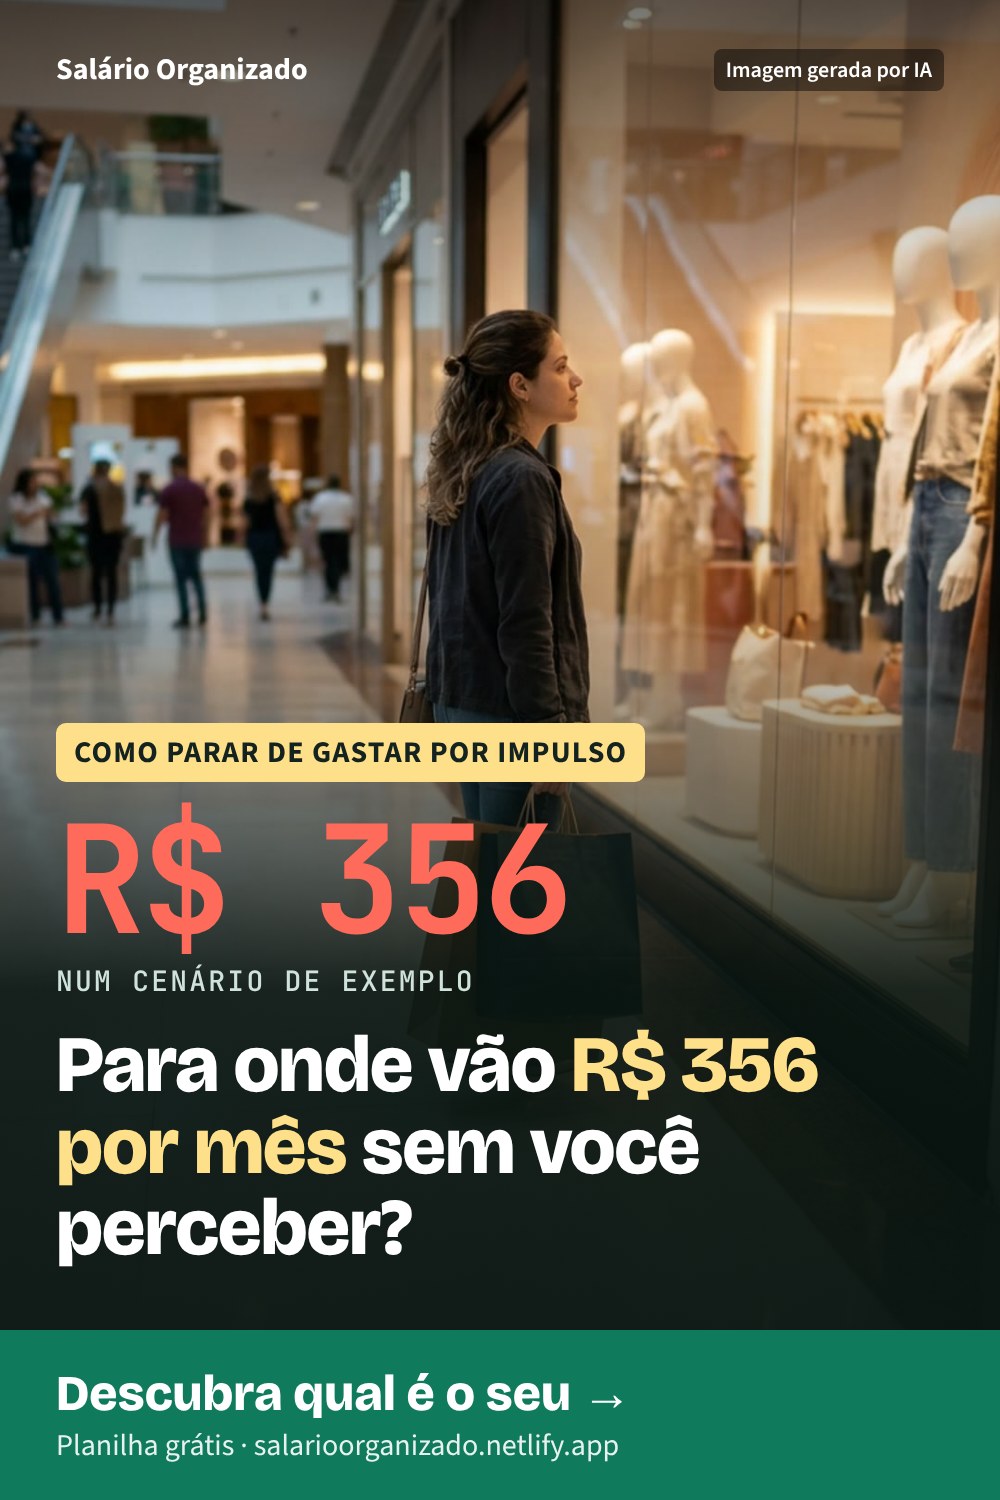 Salário Organizado
Imagem gerada por IA
COMO PARAR DE GASTAR POR IMPULSO
R$ 356
NUM CENÁRIO DE EXEMPLO
Para onde vão R$ 356
por mês sem você
perceber?
Descubra qual é o seu →
Planilha grátis · salarioorganizado.netlify.app